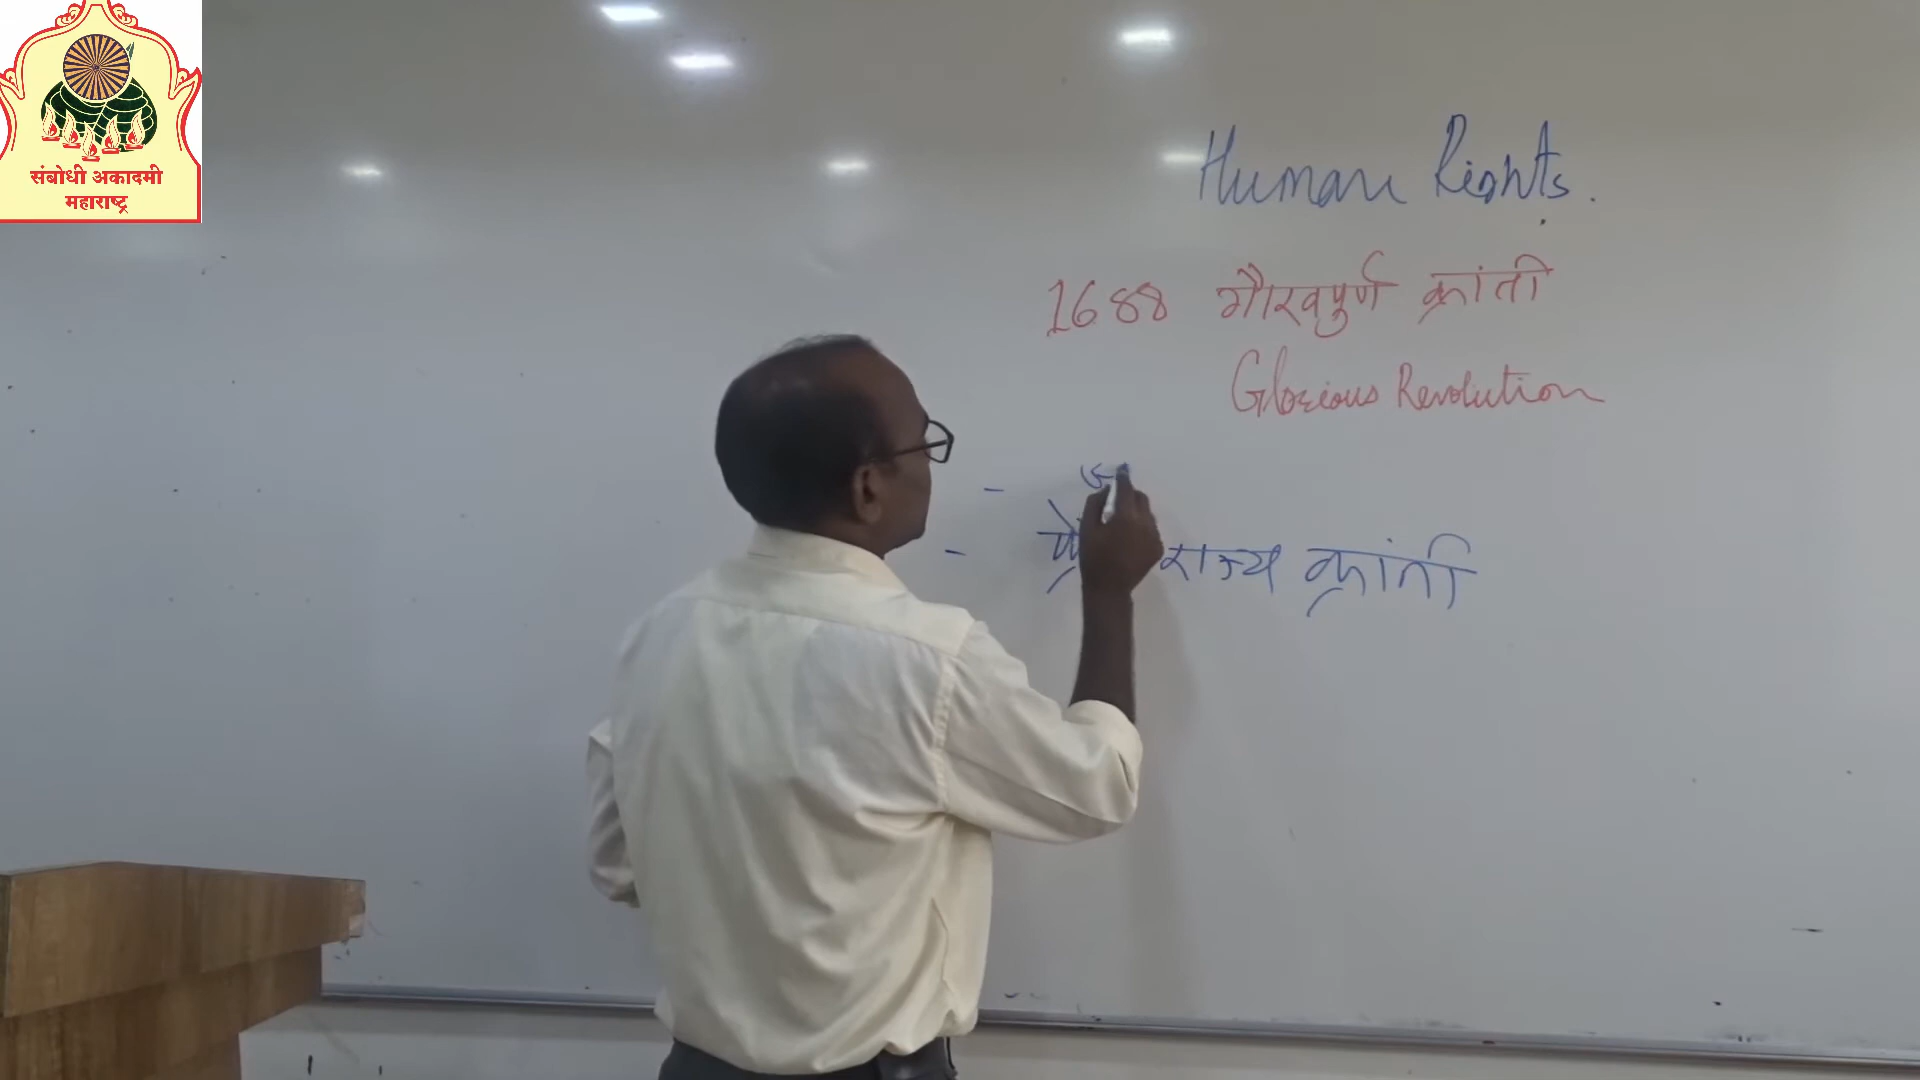 संबोधी अकादमी
महाराष्ट्र
Human Rights.
1688 गौरवपुर्ण क्रांती
Glorious Revolution
-
- राज्य क्रांती